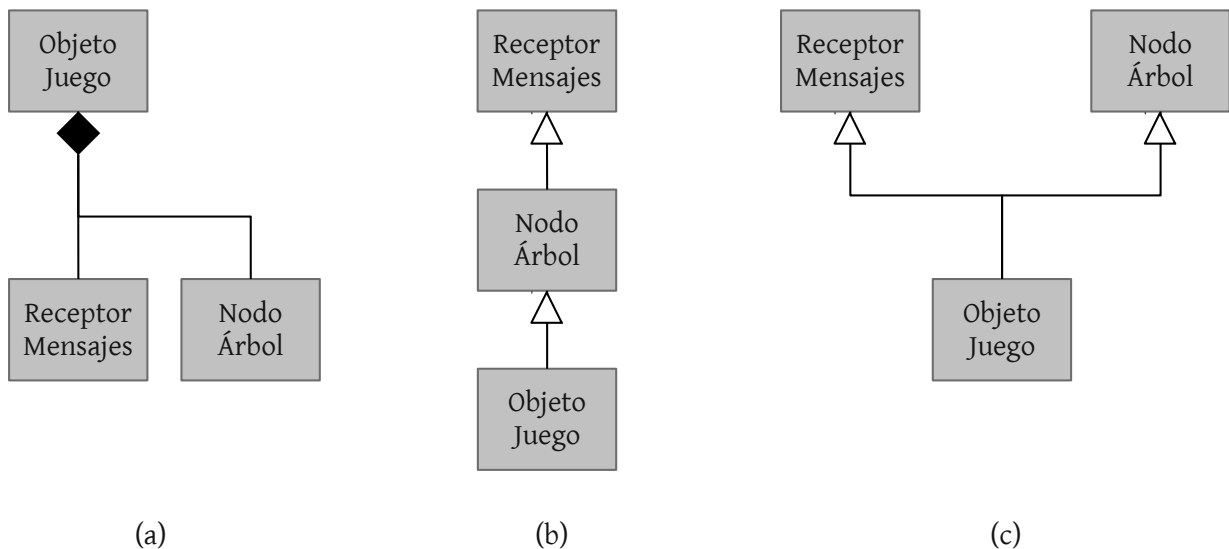 Objeto
Juego
Receptor
Mensajes
Nodo
Árbol
(a)
Receptor
Mensajes
Nodo
Árbol
Objeto
Juego
(b)
Receptor
Mensajes
Nodo
Árbol
Objeto
Juego
(c)